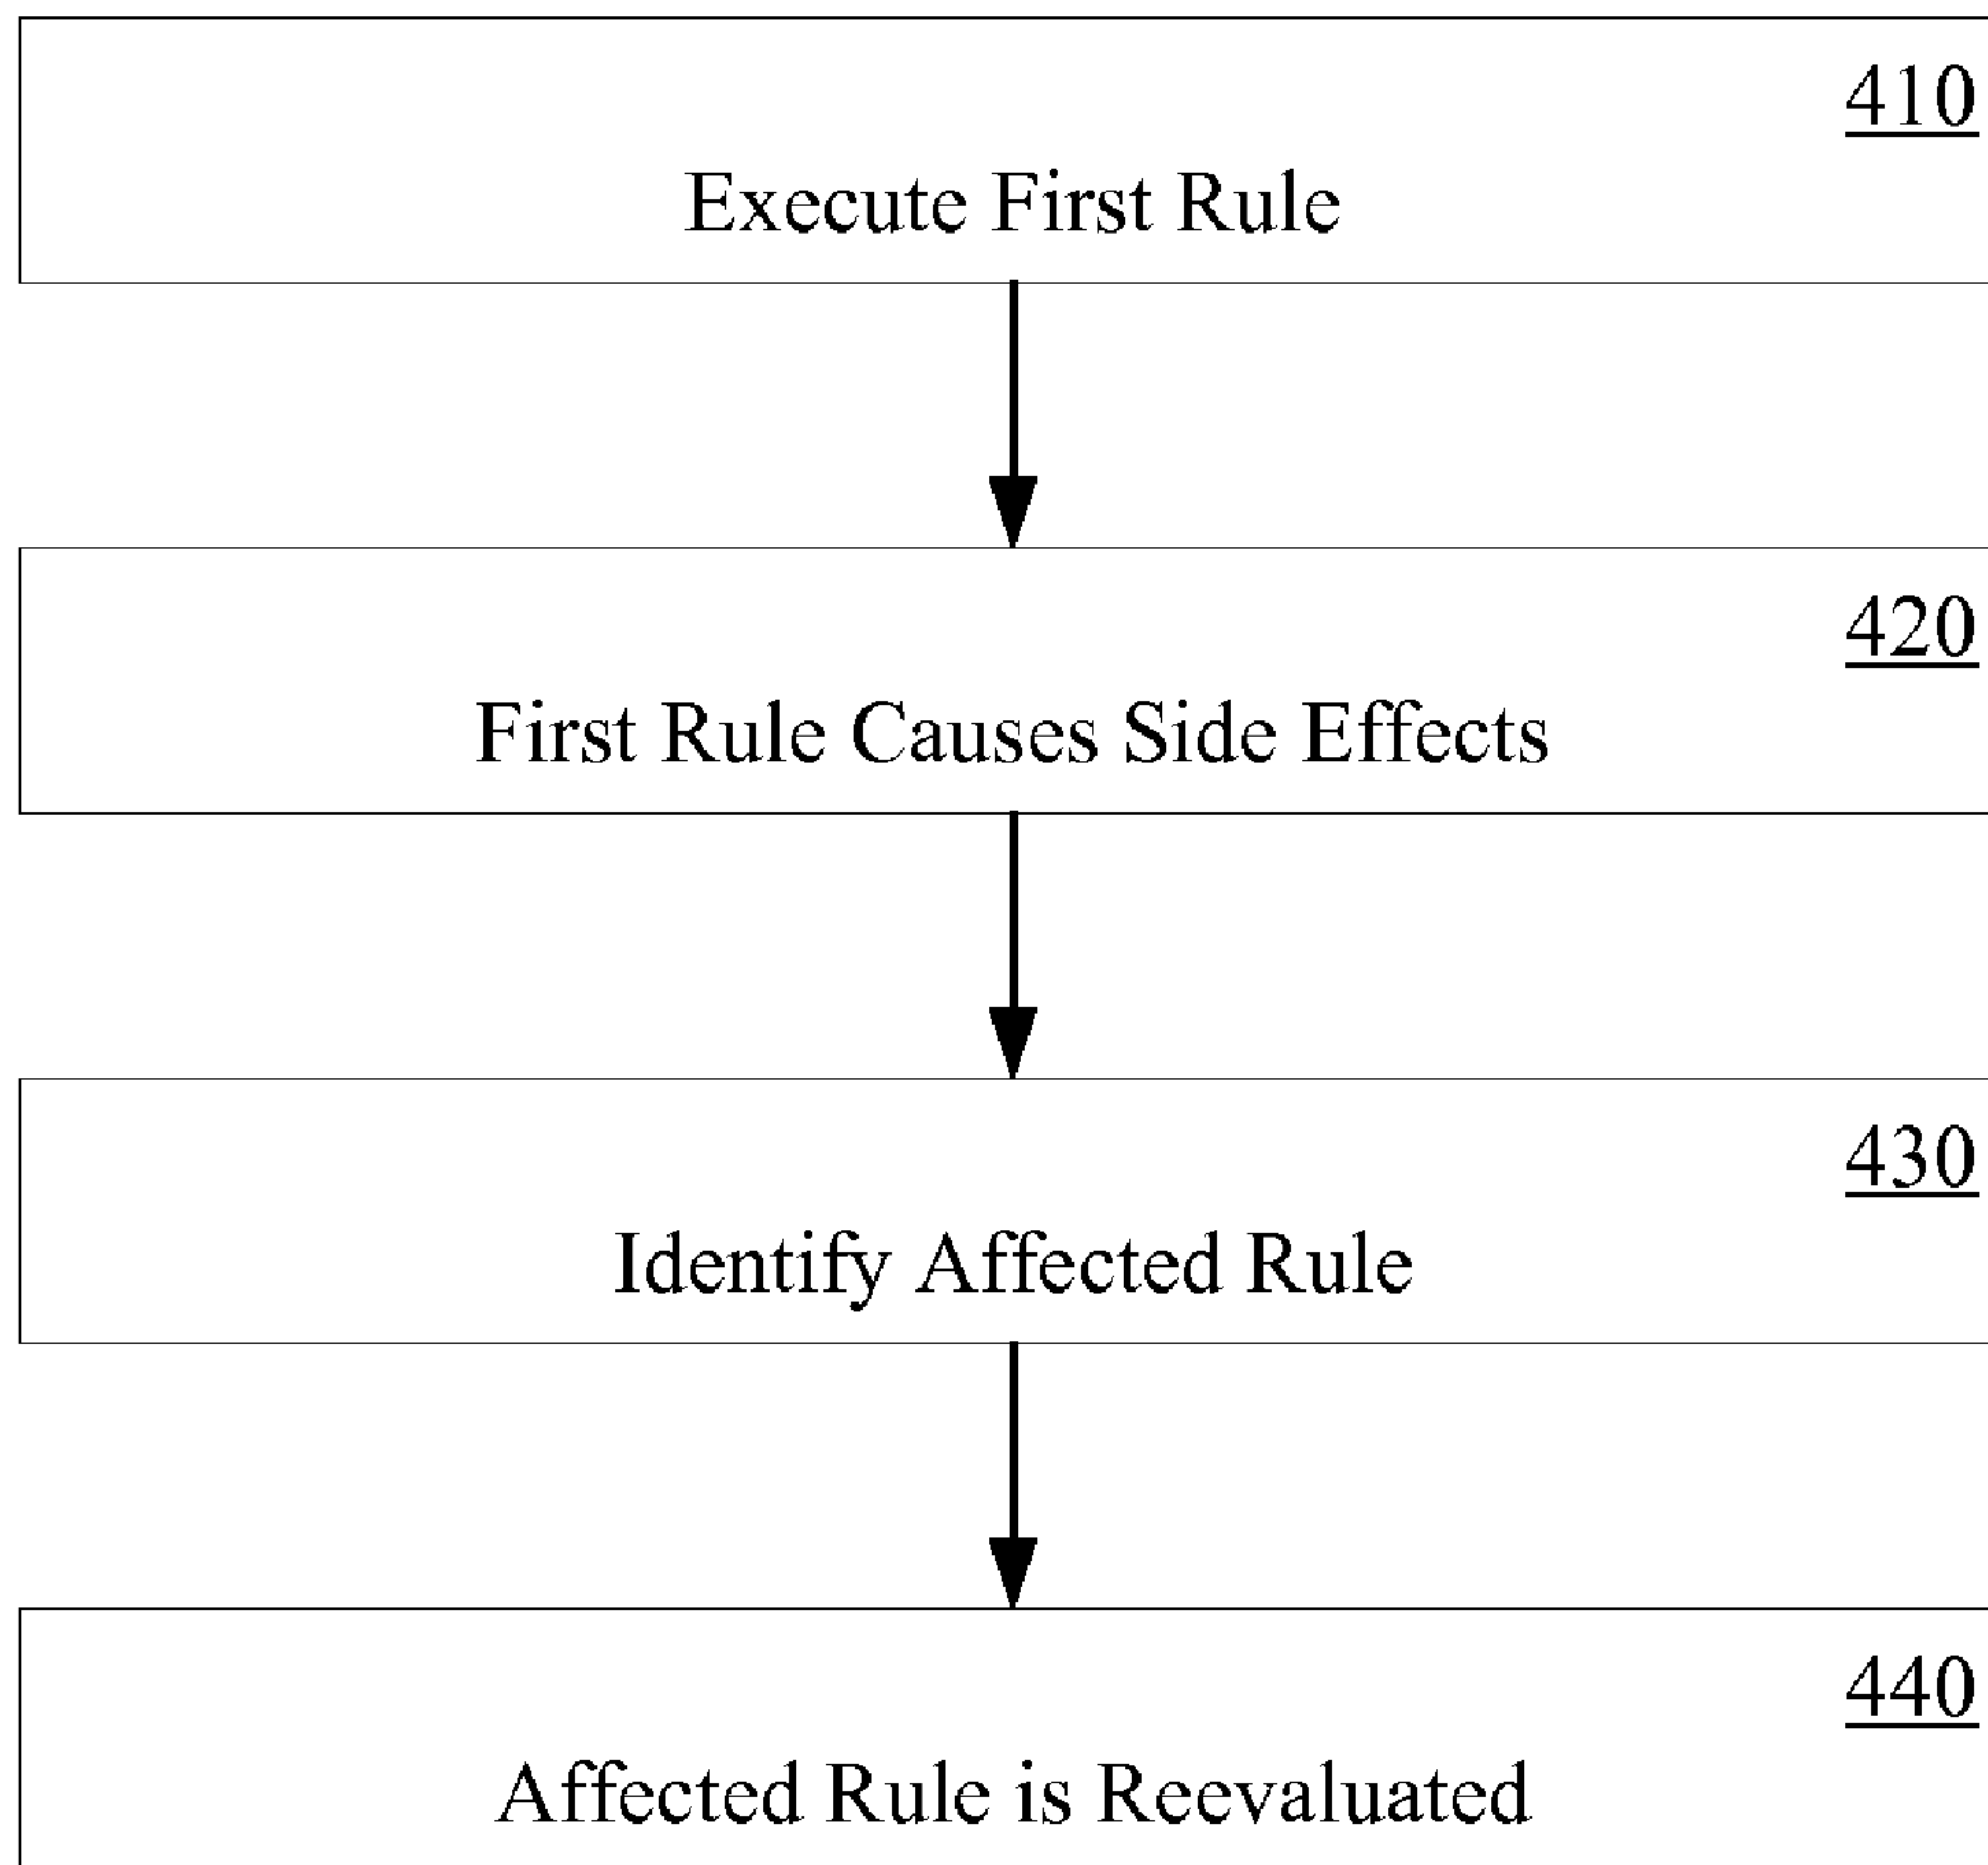 410
Execute First Rule
420
First Rule Causes Side Effects
430
Identify Affected Rule
440
Affected Rule is Reevaluated